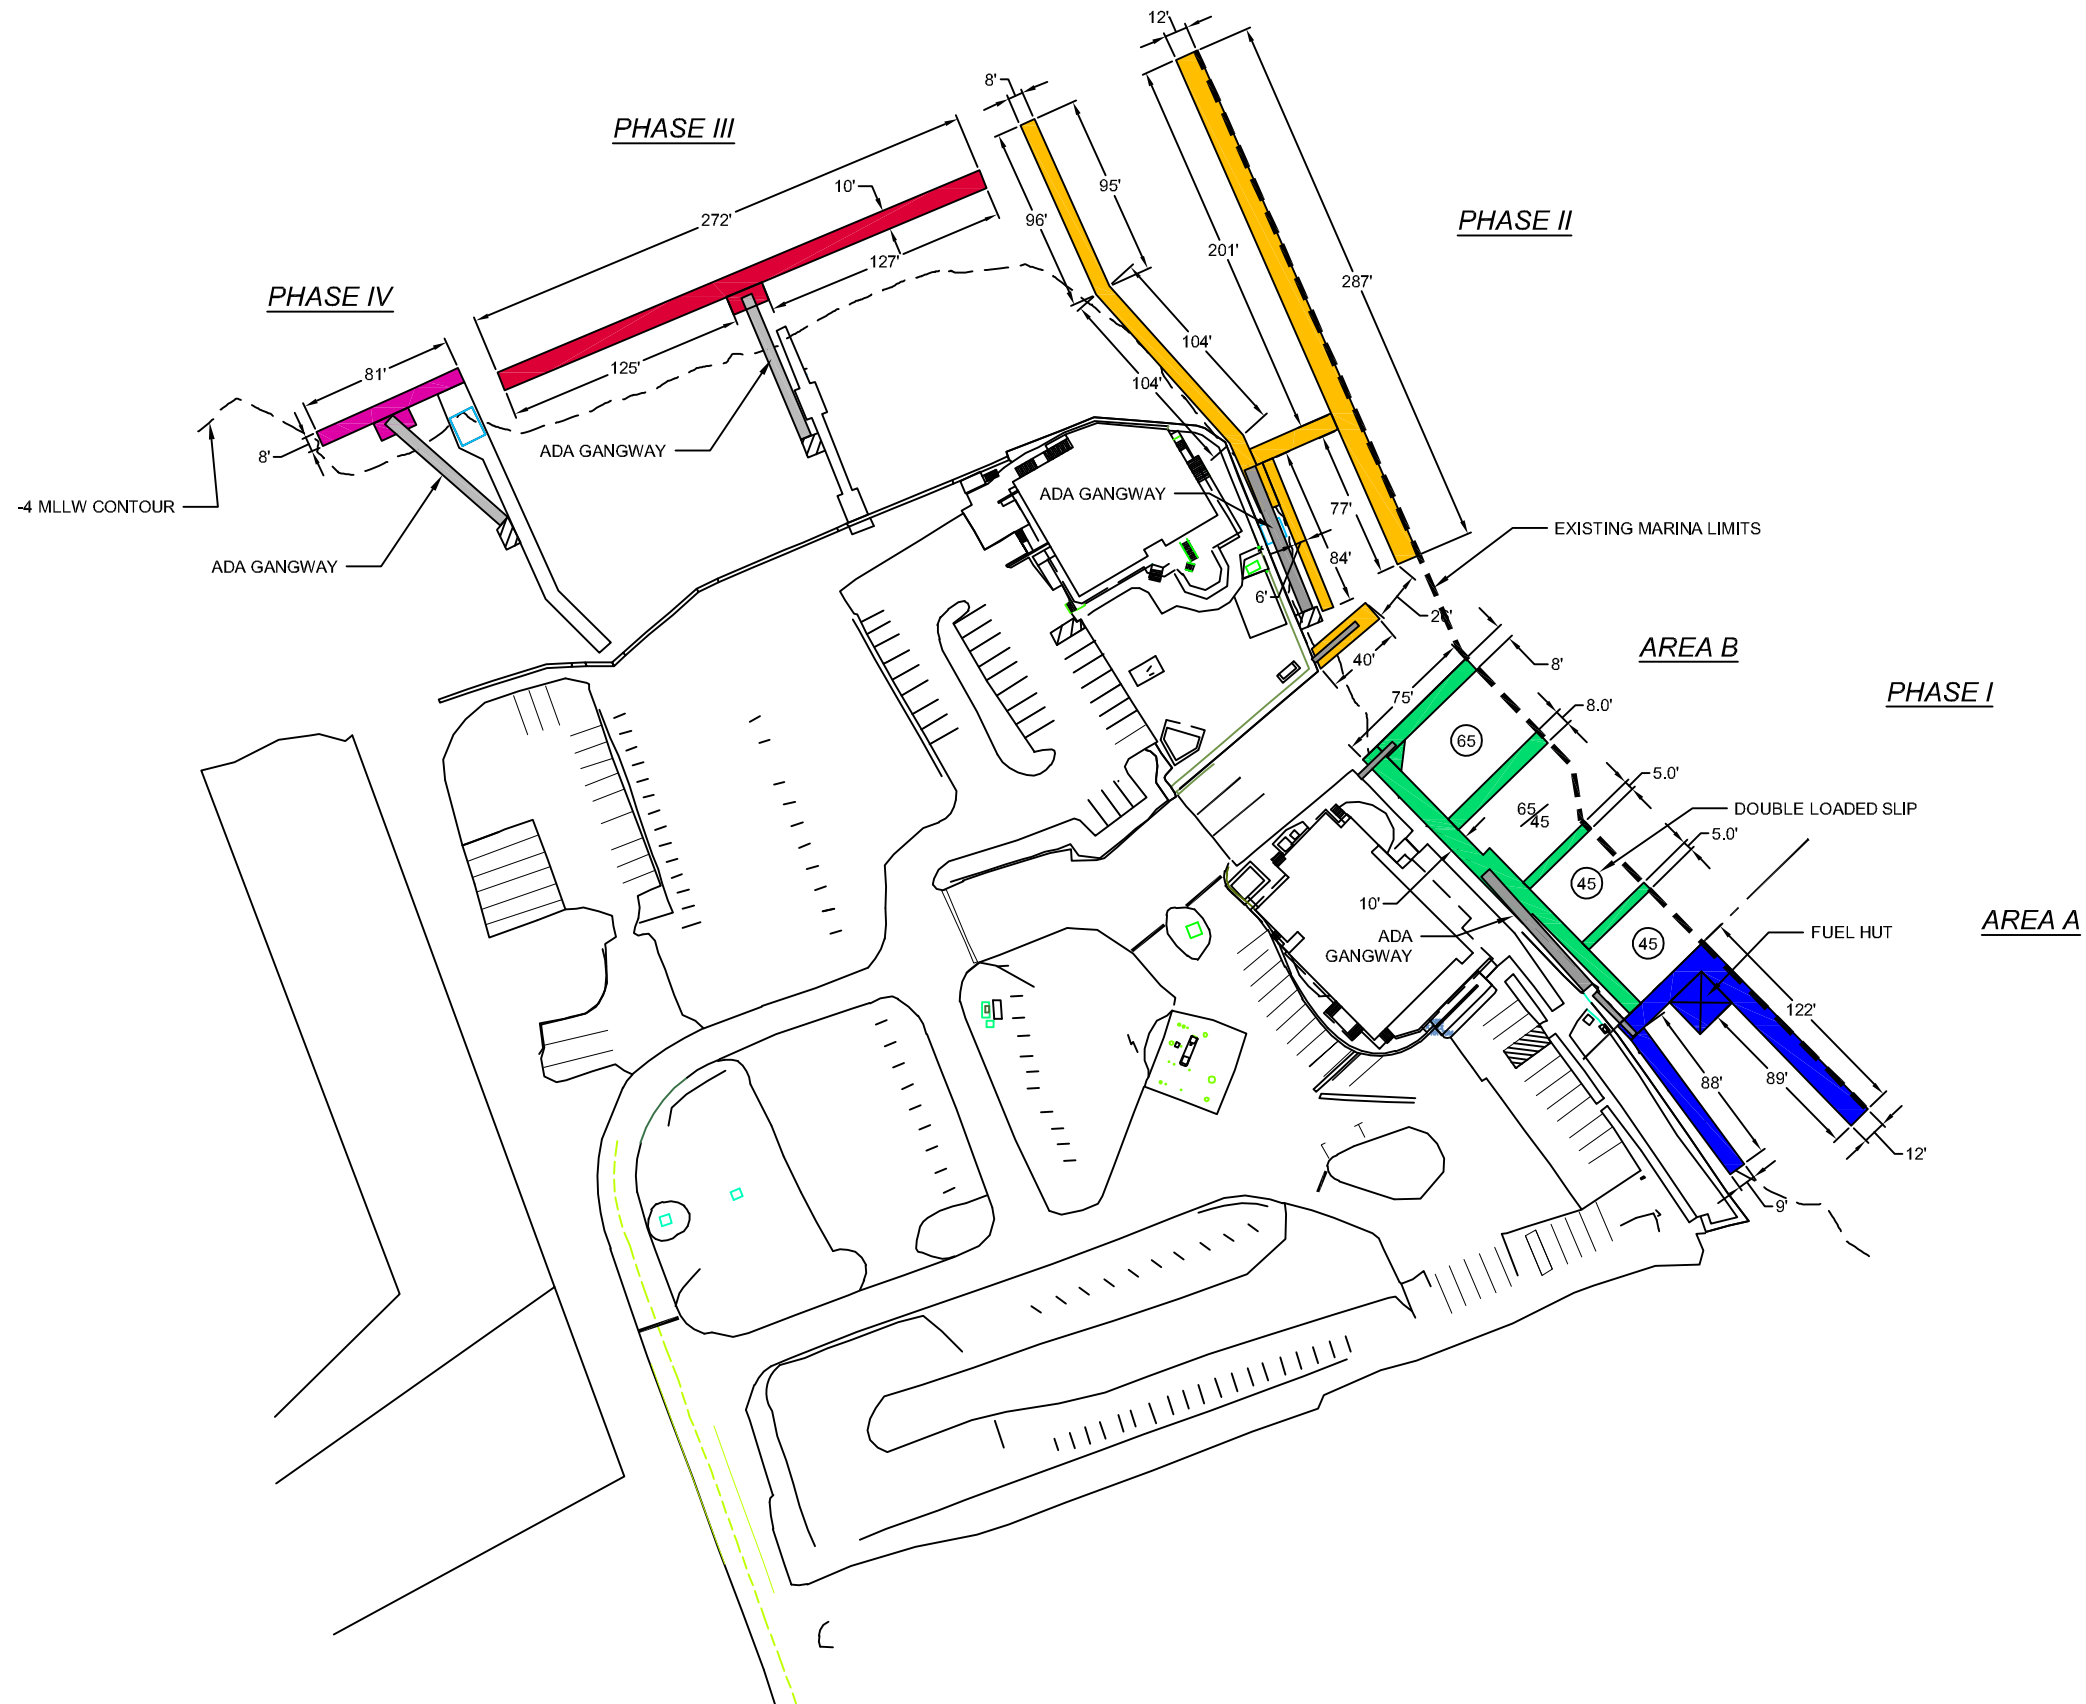 12'
8'
PHASE III
10'
95'
272'
96'
PHASE II
201'
127'
287'
PHASE IV
104'
125'
81'
104'
ADA GANGWAY
8'
ADA GANGWAY
-4 MLLW CONTOUR
77'
EXISTING MARINA LIMITS
84'
ADA GANGWAY
6'
40'
AREA B
8'
75'
PHASE I
8.0'
65
5.0'
65
45
DOUBLE LOADED SLIP
5.0'
45
10'
AREA A
ADA
GANGWAY
45
FUEL HUT
122'
88'
89'
12'
9'